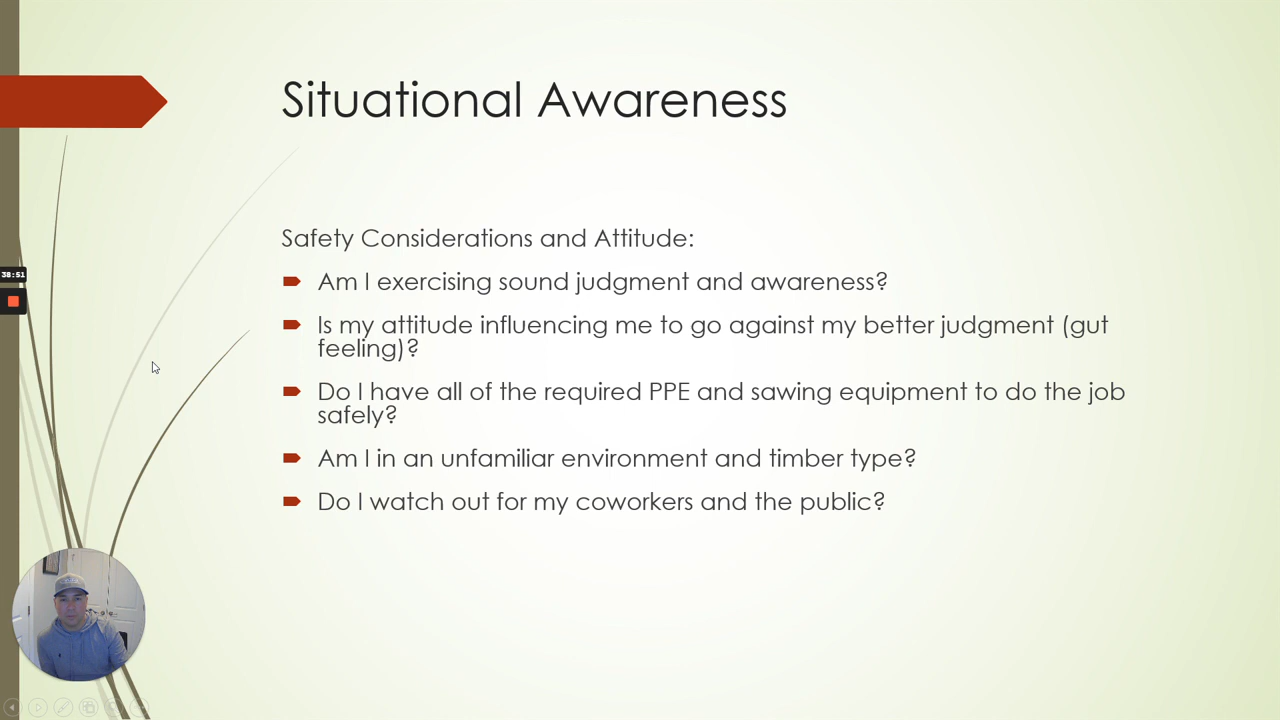 Situational Awareness
Safety Considerations and Attitude:
Am I exercising sound judgment and awareness?
Is my attitude influencing me to go against my better judgment (gut
feeling)?
Do I have all of the required PPE and sawing equipment to do the job
safely?
Am I in an unfamiliar environment and timber type?
Do I watch out for my coworkers and the public?
38:51